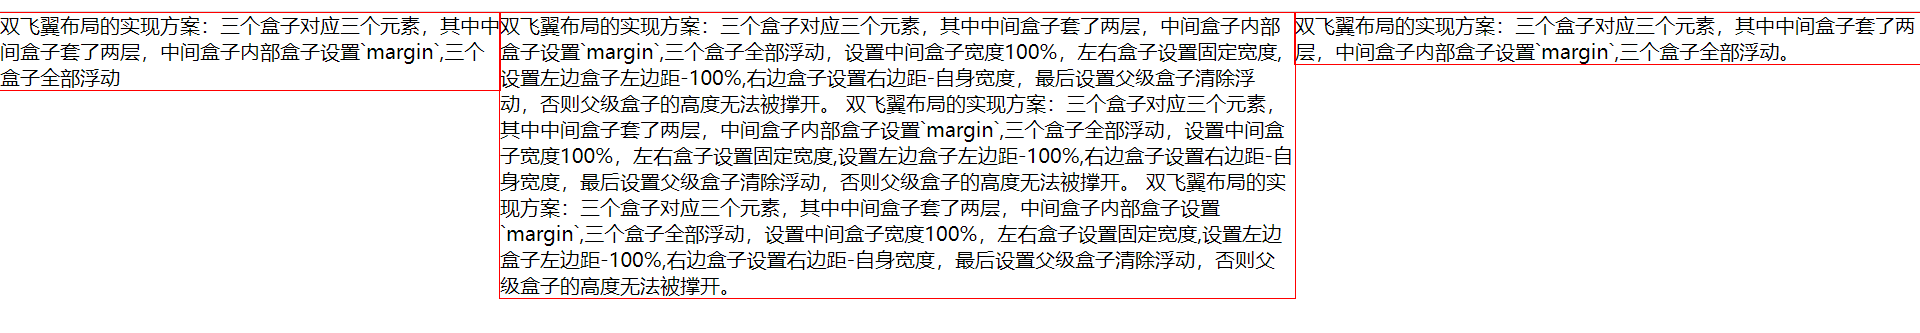 双飞翼布局的实现方案：三个盒子对应三个元素，其中中
间盒子套了两层，中间盒子内部盒子设置`margin`,三个
盒子全部浮动
双飞翼布局的实现方案：三个盒子对应三个元素，其中中间盒子套了两层，中间盒子内部
盒子设置`margin`,三个盒子全部浮动，设置中间盒子宽度100%，左右盒子设置固定宽度,
设置左边盒子左边距-100%,右边盒子设置右边距-自身宽度，最后设置父级盒子清除浮
动，否则父级盒子的高度无法被撑开。 双飞翼布局的实现方案：三个盒子对应三个元素，
其中中间盒子套了两层，中间盒子内部盒子设置`margin`,三个盒子全部浮动，设置中间盒
子宽度100%，左右盒子设置固定宽度,设置左边盒子左边距-100%,右边盒子设置右边距-自
身宽度，最后设置父级盒子清除浮动，否则父级盒子的高度无法被撑开。 双飞翼布局的实
现方案：三个盒子对应三个元素，其中中间盒子套了两层，中间盒子内部盒子设置
`margin`,三个盒子全部浮动，设置中间盒子宽度100%，左右盒子设置固定宽度,设置左边
盒子左边距-100%,右边盒子设置右边距-自身宽度，最后设置父级盒子清除浮动，否则父
级盒子的高度无法被撑开。
双飞翼布局的实现方案：三个盒子对应三个元素，其中中间盒子套了两
层，中间盒子内部盒子设置`margin`,三个盒子全部浮动。